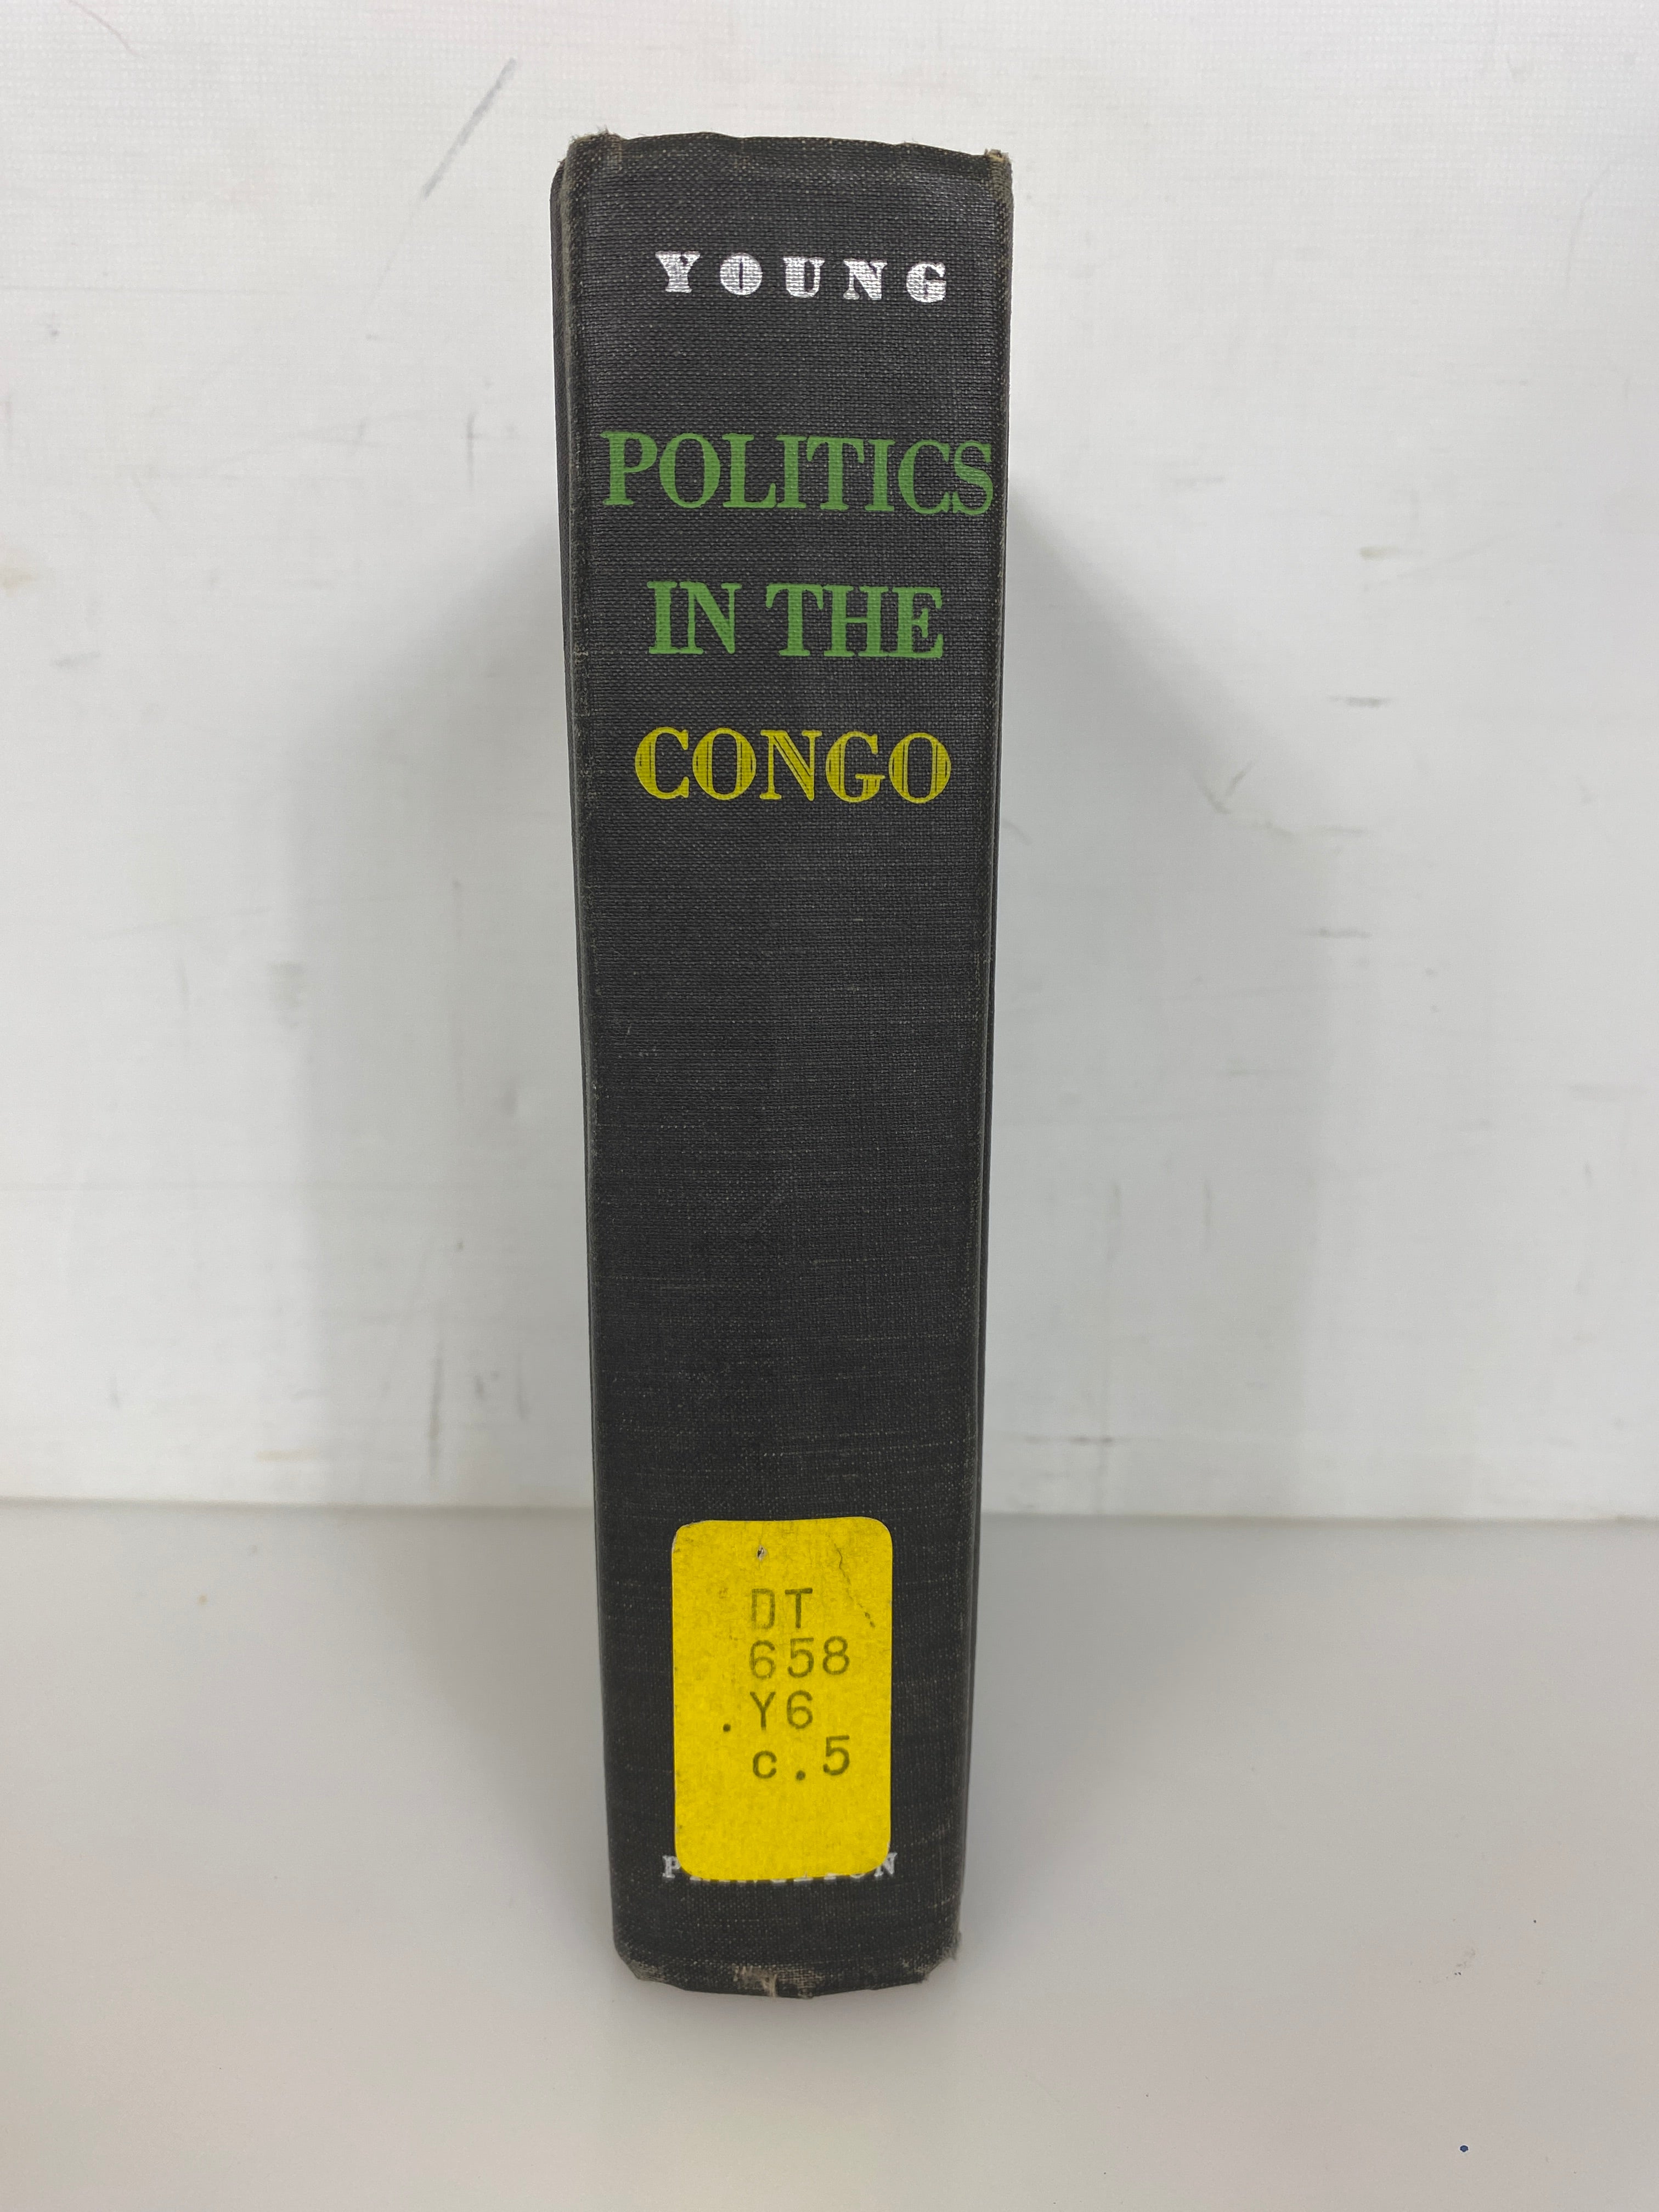 YOUNG
POLITICS
IN THE
CONGO
DT
658
.Y6
c.5